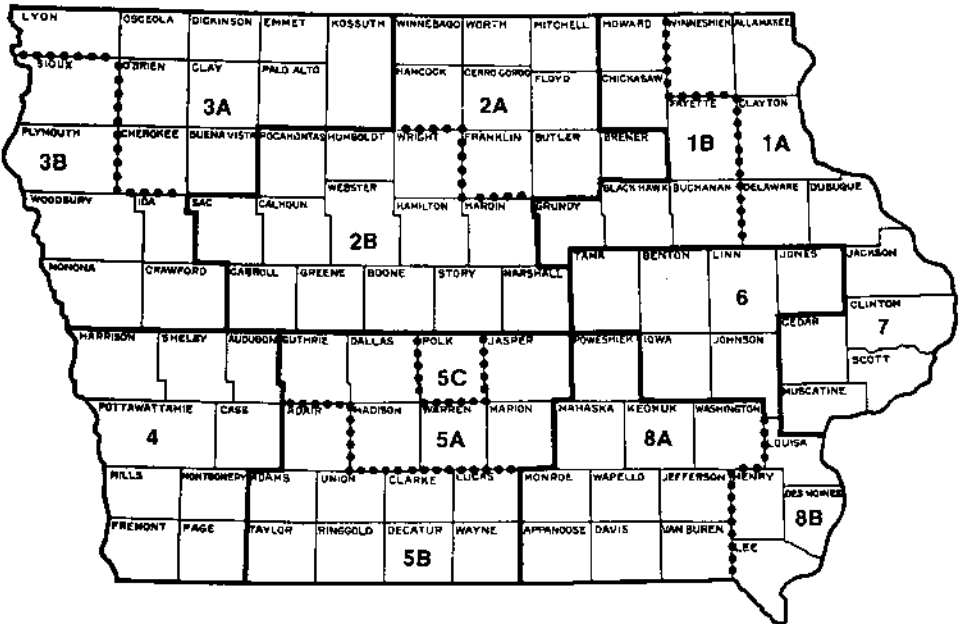 LYON OSCEOLA DICKINSON EMMET KOSSUTH WINNEBAGO WORTH MITCHELL HOWARD WINNESHIEK ALLAMAKEE
SIOUX O'BRIEN CLAY PALO ALTO HANCOCK CERRO GORDO FLOYD CHICKASAW
3A 2A FAYETTE CLAYTON
PLYMOUTH CHEROKEE BUENA VISTA POCAHONTAS HUMBOLDT WRIGHT FRANKLIN BUTLER BREMER 1B 1A
3B
WOODBURY IDA SAC CALHOUN WEBSTER HAMILTON HARDIN GRUNDY BLACK HAWK BUCHANAN DELAWARE DUBUQUE
2B
MONONA CRAWFORD CARROLL GREENE BOONE STORY MARSHALL TAMA BENTON LINN JONES JACKSON
6 CLINTON
7
HARRISON SHELBY AUDUBON GUTHRIE DALLAS POLK JASPER POWESHIEK IOWA JOHNSON CEDAR
SCOTT
5C MUSCATINE
POTTAWATTAMIE CASS ADAIR MADISON WARREN MARION MAHASKA KEOKUK WASHINGTON
4 5A 8A LOUISA
MILLS MONTGOMERY ADAMS UNION CLARKE LUCAS MONROE WAPELLO JEFFERSON HENRY
DES MOINES
8B
FREMONT PAGE TAYLOR RINGGOLD DECATUR WAYNE APPANOOSE DAVIS VAN BUREN LEE
5B